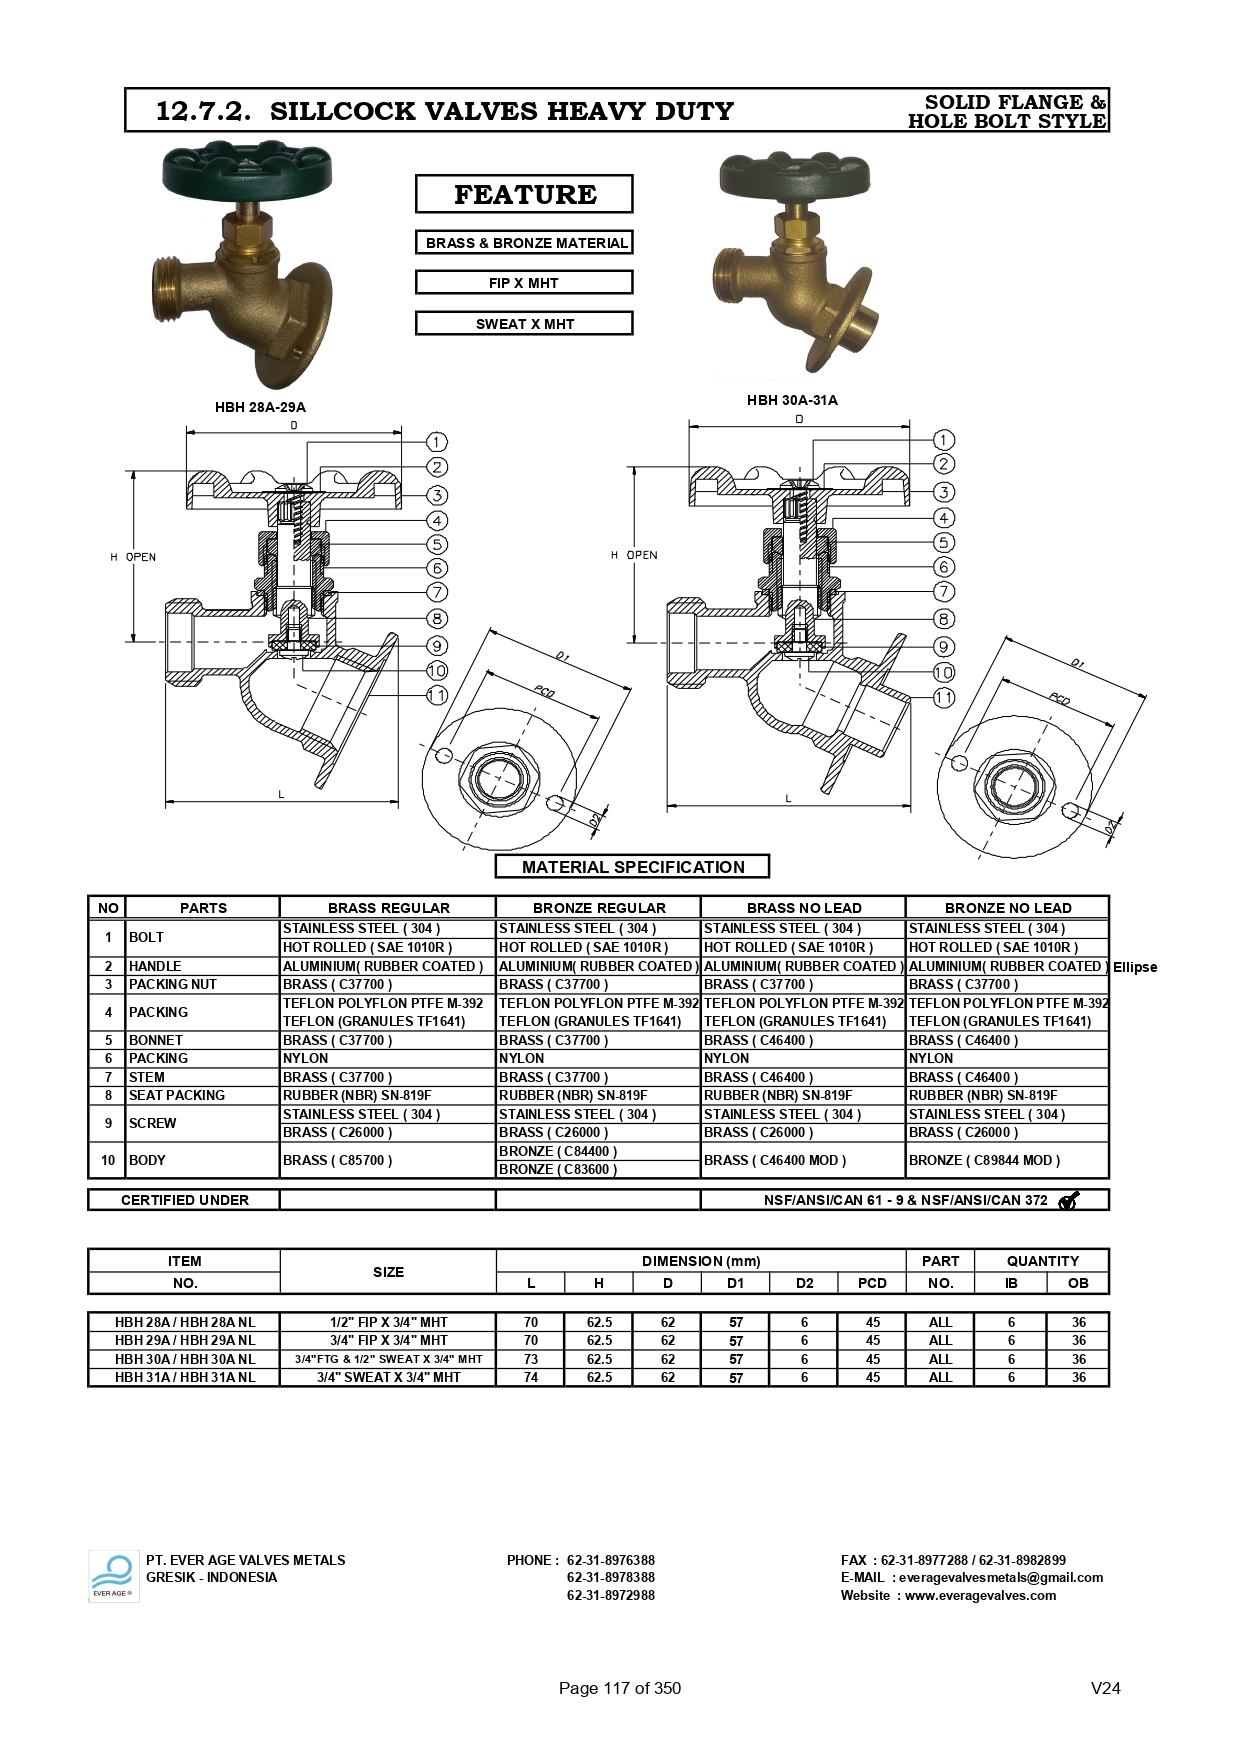 12.7.2. SILLCOCK VALVES HEAVY DUTY
SOLID FLANGE &
HOLE BOLT STYLE
FEATURE
BRASS & BRONZE MATERIAL
FIP X MHT
SWEAT X MHT
HBH 28A-29A
HBH 30A-31A
D
1
2
3
4
5
6
7
8
9
10
11
H OPEN
L
D1
PCD
D2
D
1
2
3
4
5
6
7
8
9
10
11
H OPEN
L
D1
PCD
D2
MATERIAL SPECIFICATION
NO PARTS BRASS REGULAR BRONZE REGULAR BRASS NO LEAD BRONZE NO LEAD
1 BOLT STAINLESS STEEL ( 304 ) STAINLESS STEEL ( 304 ) STAINLESS STEEL ( 304 ) STAINLESS STEEL ( 304 )
HOT ROLLED ( SAE 1010R ) HOT ROLLED ( SAE 1010R ) HOT ROLLED ( SAE 1010R ) HOT ROLLED ( SAE 1010R )
2 HANDLE ALUMINIUM( RUBBER COATED ) ALUMINIUM( RUBBER COATED ) ALUMINIUM( RUBBER COATED ) ALUMINIUM( RUBBER COATED ) Ellipse
3 PACKING NUT BRASS ( C37700 ) BRASS ( C37700 ) BRASS ( C37700 ) BRASS ( C37700 )
4 PACKING TEFLON POLYFLON PTFE M-392 TEFLON POLYFLON PTFE M-392 TEFLON POLYFLON PTFE M-392 TEFLON POLYFLON PTFE M-392
TEFLON (GRANULES TF1641) TEFLON (GRANULES TF1641) TEFLON (GRANULES TF1641) TEFLON (GRANULES TF1641)
5 BONNET BRASS ( C37700 ) BRASS ( C37700 ) BRASS ( C46400 ) BRASS ( C46400 )
6 PACKING NYLON NYLON NYLON NYLON
7 STEM BRASS ( C37700 ) BRASS ( C37700 ) BRASS ( C46400 ) BRASS ( C46400 )
8 SEAT PACKING RUBBER (NBR) SN-819F RUBBER (NBR) SN-819F RUBBER (NBR) SN-819F RUBBER (NBR) SN-819F
9 SCREW STAINLESS STEEL ( 304 ) STAINLESS STEEL ( 304 ) STAINLESS STEEL ( 304 ) STAINLESS STEEL ( 304 )
BRASS ( C26000 ) BRASS ( C26000 ) BRASS ( C26000 ) BRASS ( C26000 )
10 BODY BRASS ( C85700 ) BRONZE ( C84400 ) BRASS ( C46400 MOD ) BRONZE ( C89844 MOD )
BRONZE ( C83600 )
CERTIFIED UNDER NSF/ANSI/CAN 61 - 9 & NSF/ANSI/CAN 372
ITEM SIZE DIMENSION (mm) PART QUANTITY
NO. L H D D1 D2 PCD NO. IB OB
HBH 28A / HBH 28A NL 1/2" FIP X 3/4" MHT 70 62.5 62 57 6 45 ALL 6 36
HBH 29A / HBH 29A NL 3/4" FIP X 3/4" MHT 70 62.5 62 57 6 45 ALL 6 36
HBH 30A / HBH 30A NL 3/4"FTG & 1/2" SWEAT X 3/4" MHT 73 62.5 62 57 6 45 ALL 6 36
HBH 31A / HBH 31A NL 3/4" SWEAT X 3/4" MHT 74 62.5 62 57 6 45 ALL 6 36
EVER AGE ®
PT. EVER AGE VALVES METALS PHONE : 62-31-8976388 FAX : 62-31-8977288 / 62-31-8982899
GRESIK - INDONESIA 62-31-8978388 E-MAIL : everagevalvesmetals@gmail.com
62-31-8972988 Website : www.everagevalves.com
Page 117 of 350
V24